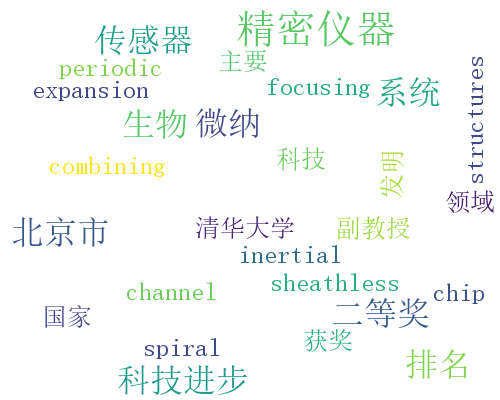 精密仪器
传感器
主要
periodic
structures
focusing
系统
expansion
生物
微纳
科技
combining
发明
领域
北京市
清华大学
副教授
inertial
sheathless
channel
chip
国家
二等奖
获奖
spiral
排名
科技进步